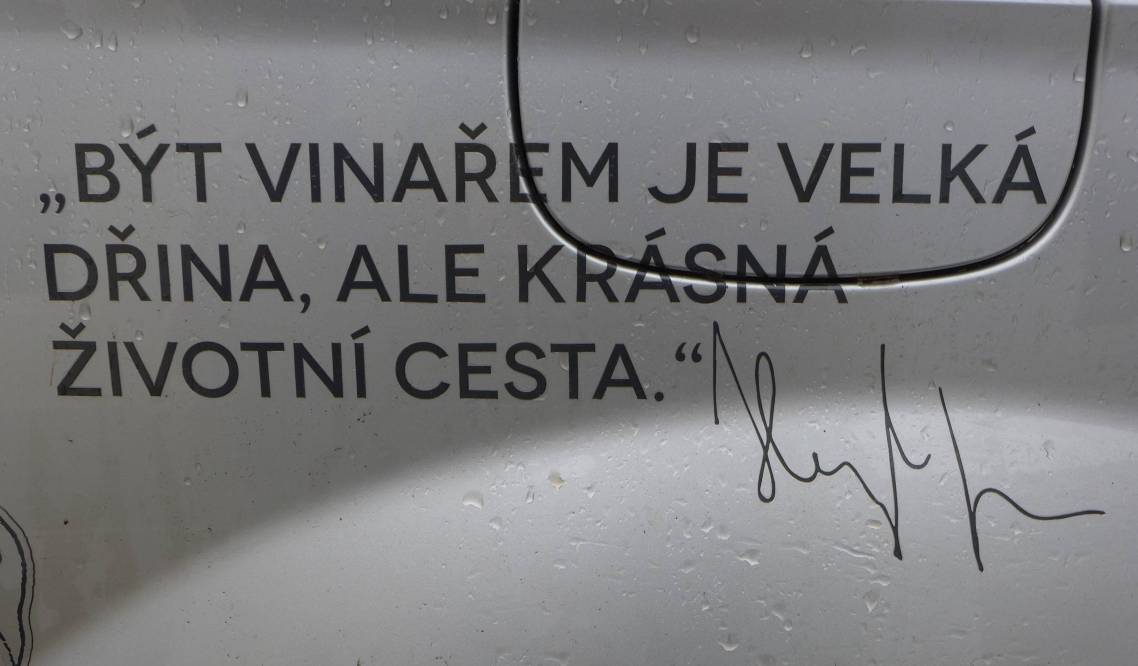 „BÝT VINAŘEM JE VELKÁ
DŘINA, ALE KRÁSNÁ
ŽIVOTNÍ CESTA.“